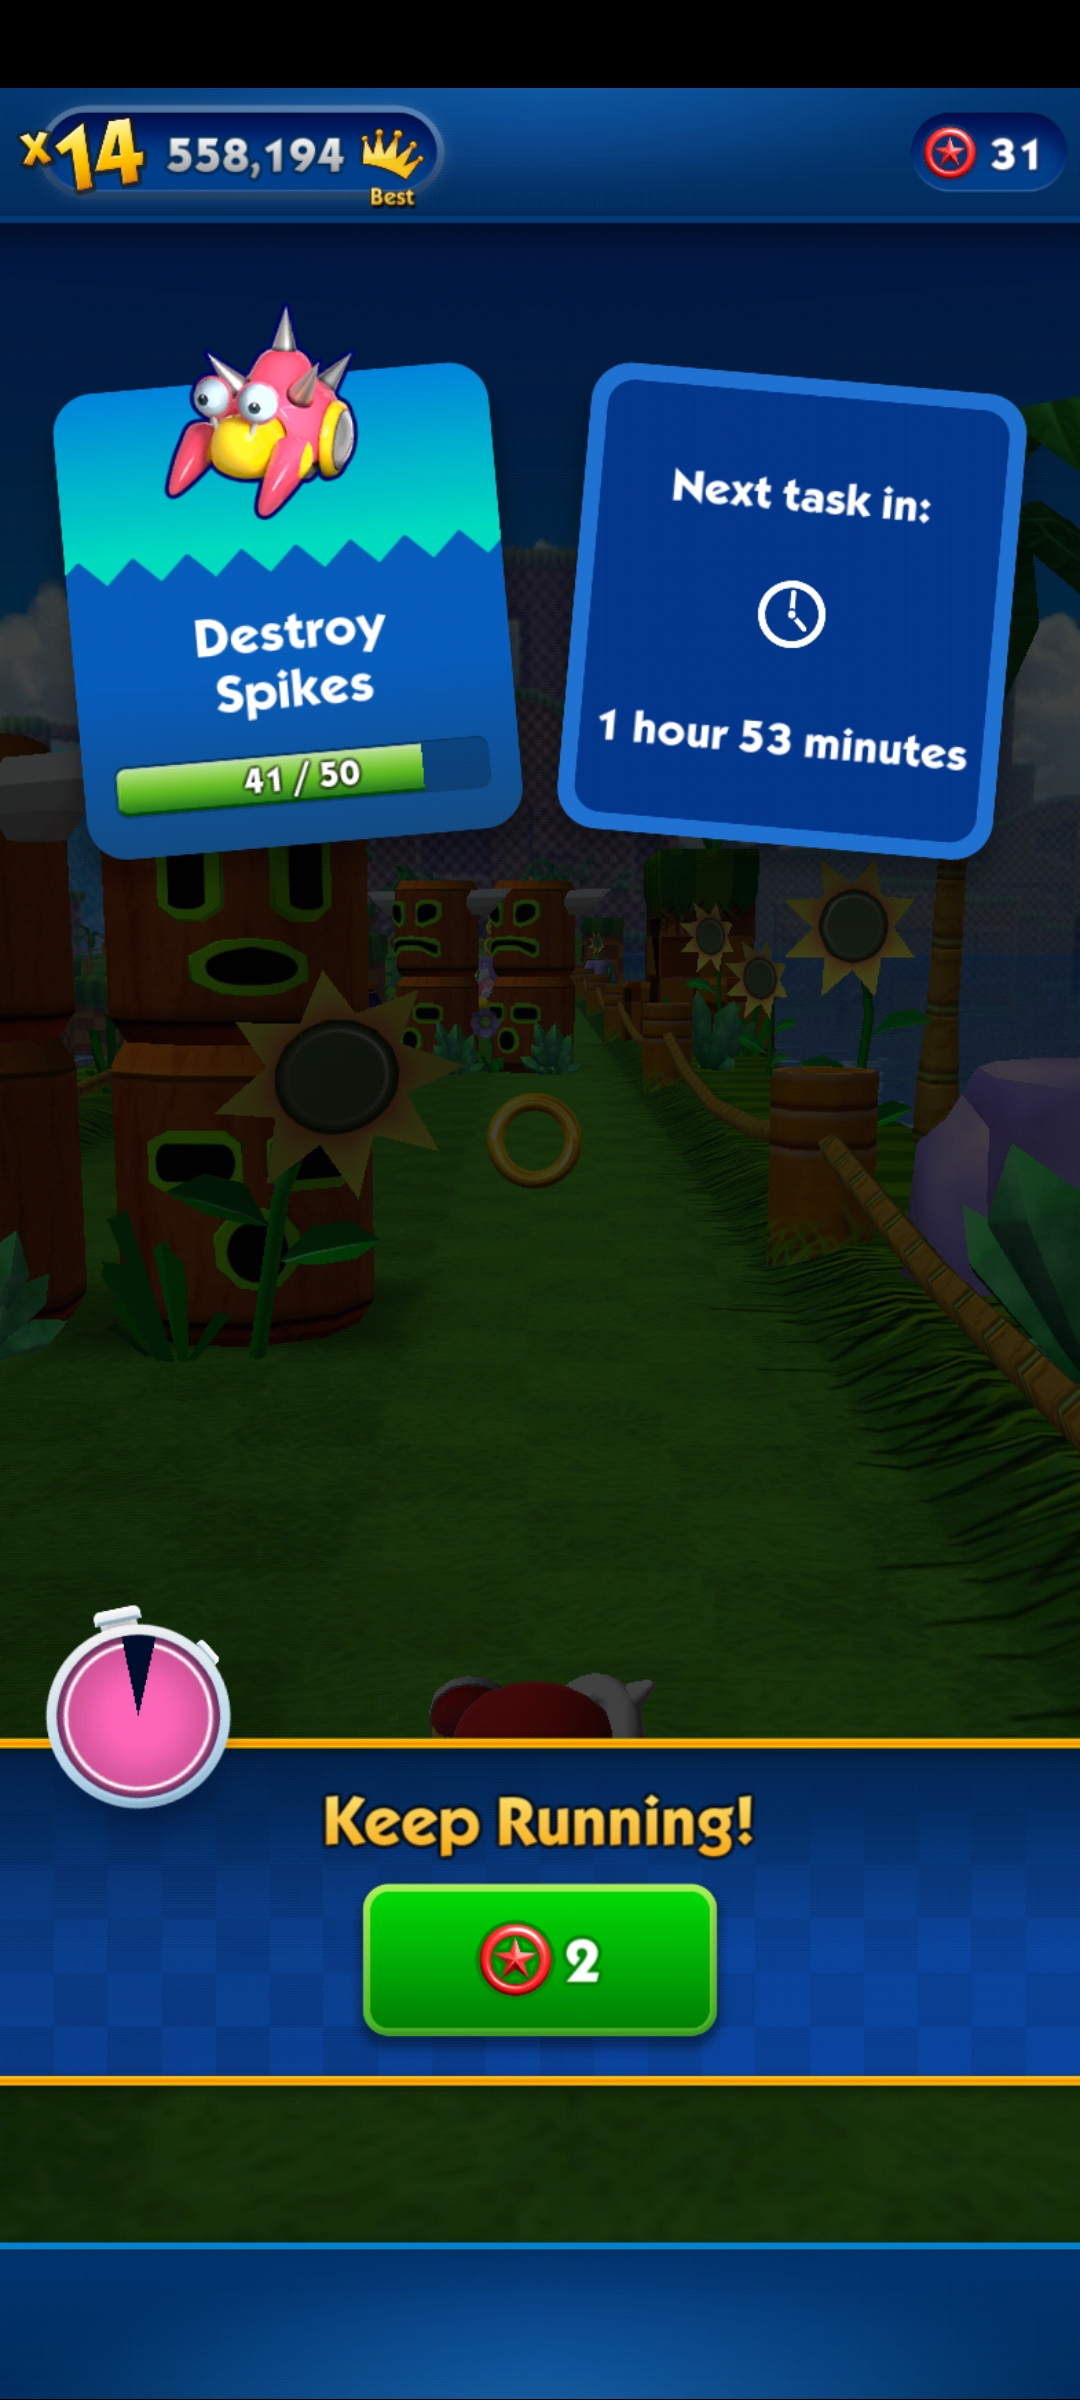 x14 558,194
Best
31
Destroy
Spikes
41 / 50
Next task in:
1 hour 53 minutes
Keep Running!
2